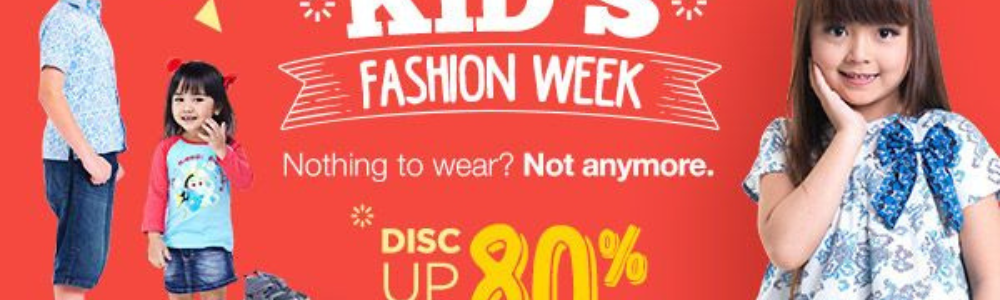 KID'S
FASHION WEEK
Nothing to wear? Not anymore.
DISC
UP
80%